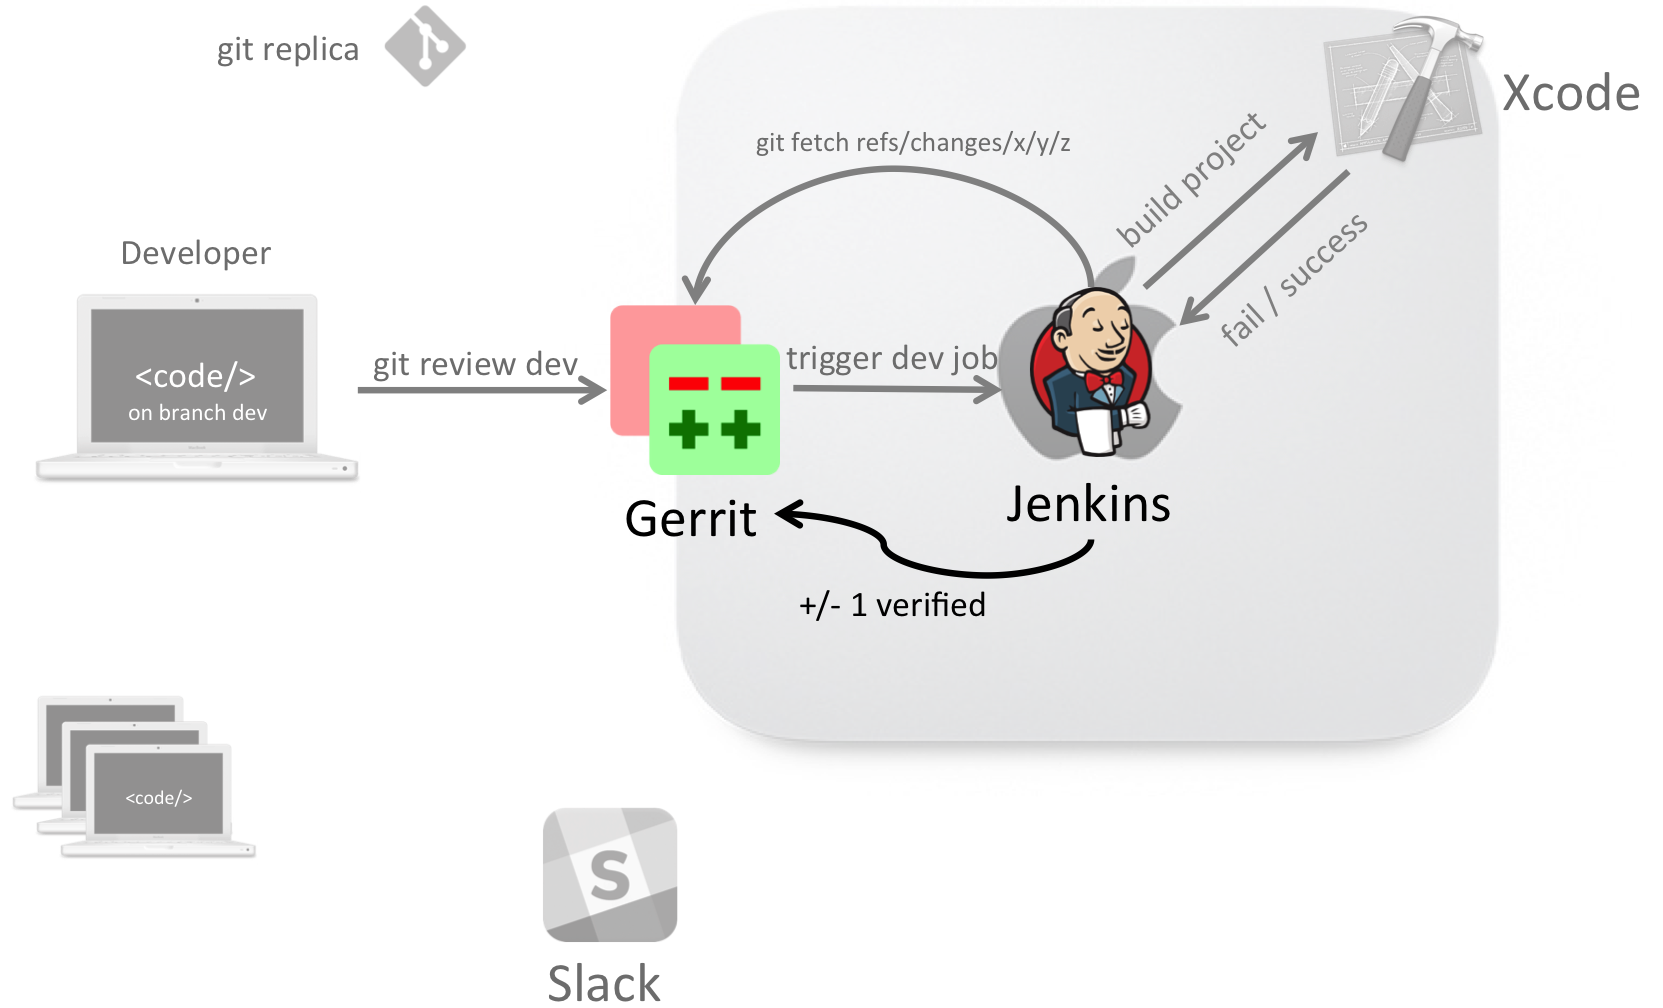 git replica
Xcode
git fetch refs/changes/x/y/z
build project
fail / success
Developer
<code/>
on branch dev
git review dev
trigger dev job
Gerrit
Jenkins
+/- 1 verified
<code/>
S
Slack